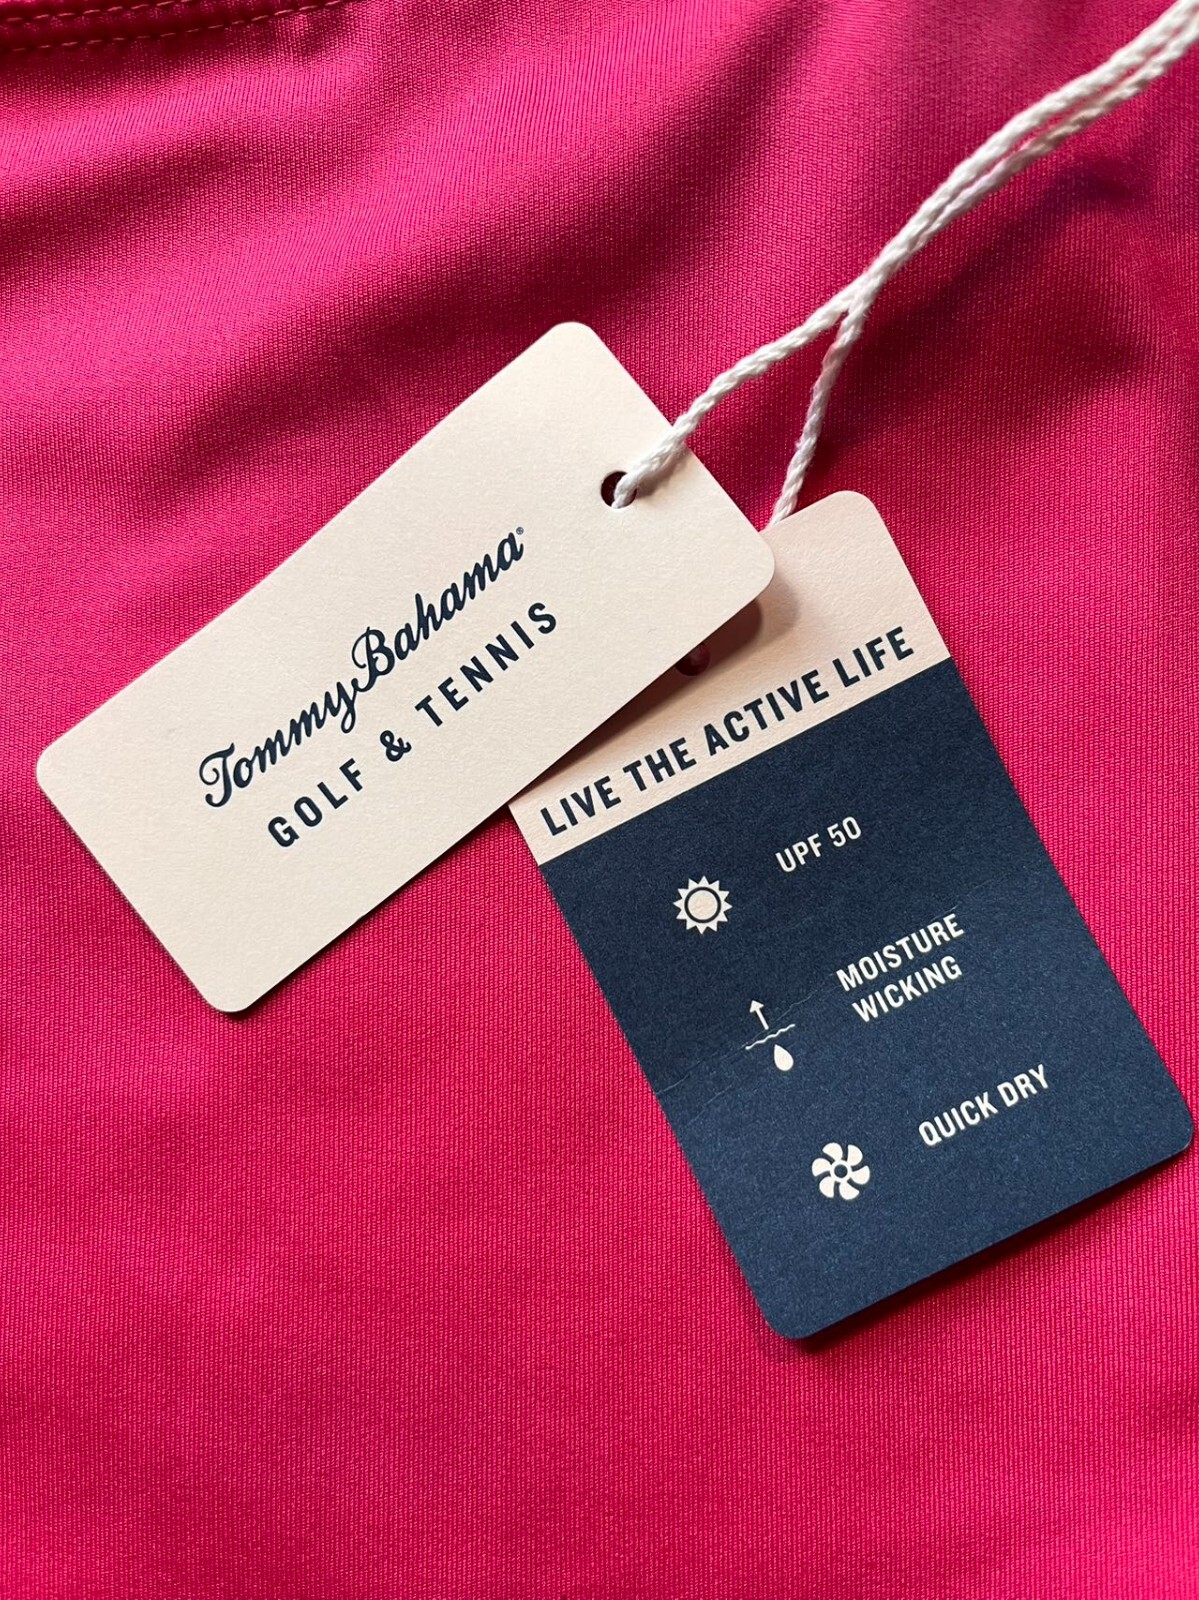 Tommy Bahama®
GOLF & TENNIS
LIVE THE ACTIVE LIFE
UPF 50
MOISTURE
WICKING
QUICK DRY